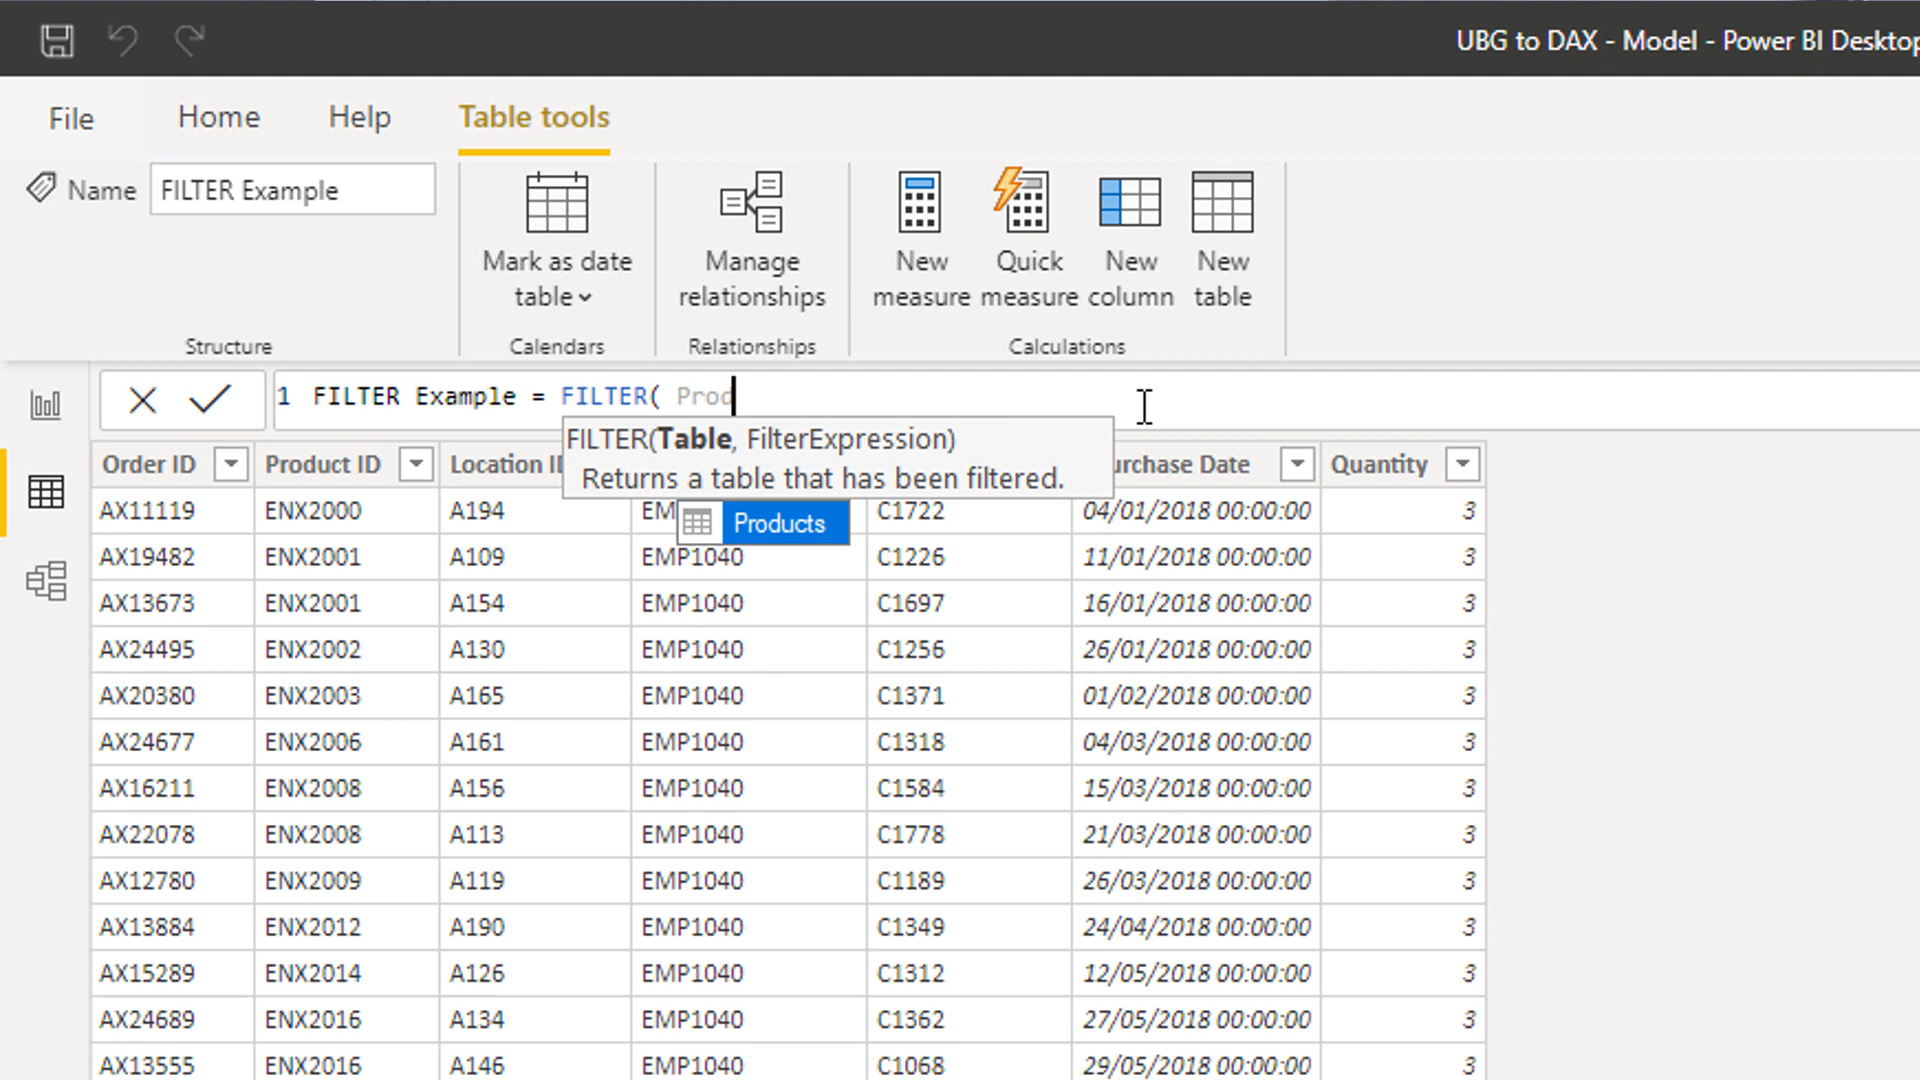 UBG to DAX - Model - Power BI Desktop
File Home Help Table tools
Name FILTER Example
Mark as date table
Manage relationships
New measure
Quick measure
New column
New table
Structure Calendars Relationships Calculations
1 FILTER Example = FILTER( Prod
FILTER(Table, FilterExpression)
Returns a table that has been filtered.
Products
Order ID Product ID Location ID urchase Date Quantity
AX11119 ENX2000 A194 EM C1722 04/01/2018 00:00:00 3
AX19482 ENX2001 A109 EMP1040 C1226 11/01/2018 00:00:00 3
AX13673 ENX2001 A154 EMP1040 C1697 16/01/2018 00:00:00 3
AX24495 ENX2002 A130 EMP1040 C1256 26/01/2018 00:00:00 3
AX20380 ENX2003 A165 EMP1040 C1371 01/02/2018 00:00:00 3
AX24677 ENX2006 A161 EMP1040 C1318 04/03/2018 00:00:00 3
AX16211 ENX2008 A156 EMP1040 C1584 15/03/2018 00:00:00 3
AX22078 ENX2008 A113 EMP1040 C1778 21/03/2018 00:00:00 3
AX12780 ENX2009 A119 EMP1040 C1189 26/03/2018 00:00:00 3
AX13884 ENX2012 A190 EMP1040 C1349 24/04/2018 00:00:00 3
AX15289 ENX2014 A126 EMP1040 C1312 12/05/2018 00:00:00 3
AX24689 ENX2016 A134 EMP1040 C1362 27/05/2018 00:00:00 3
AX13555 ENX2016 A146 EMP1040 C1068 29/05/2018 00:00:00 3